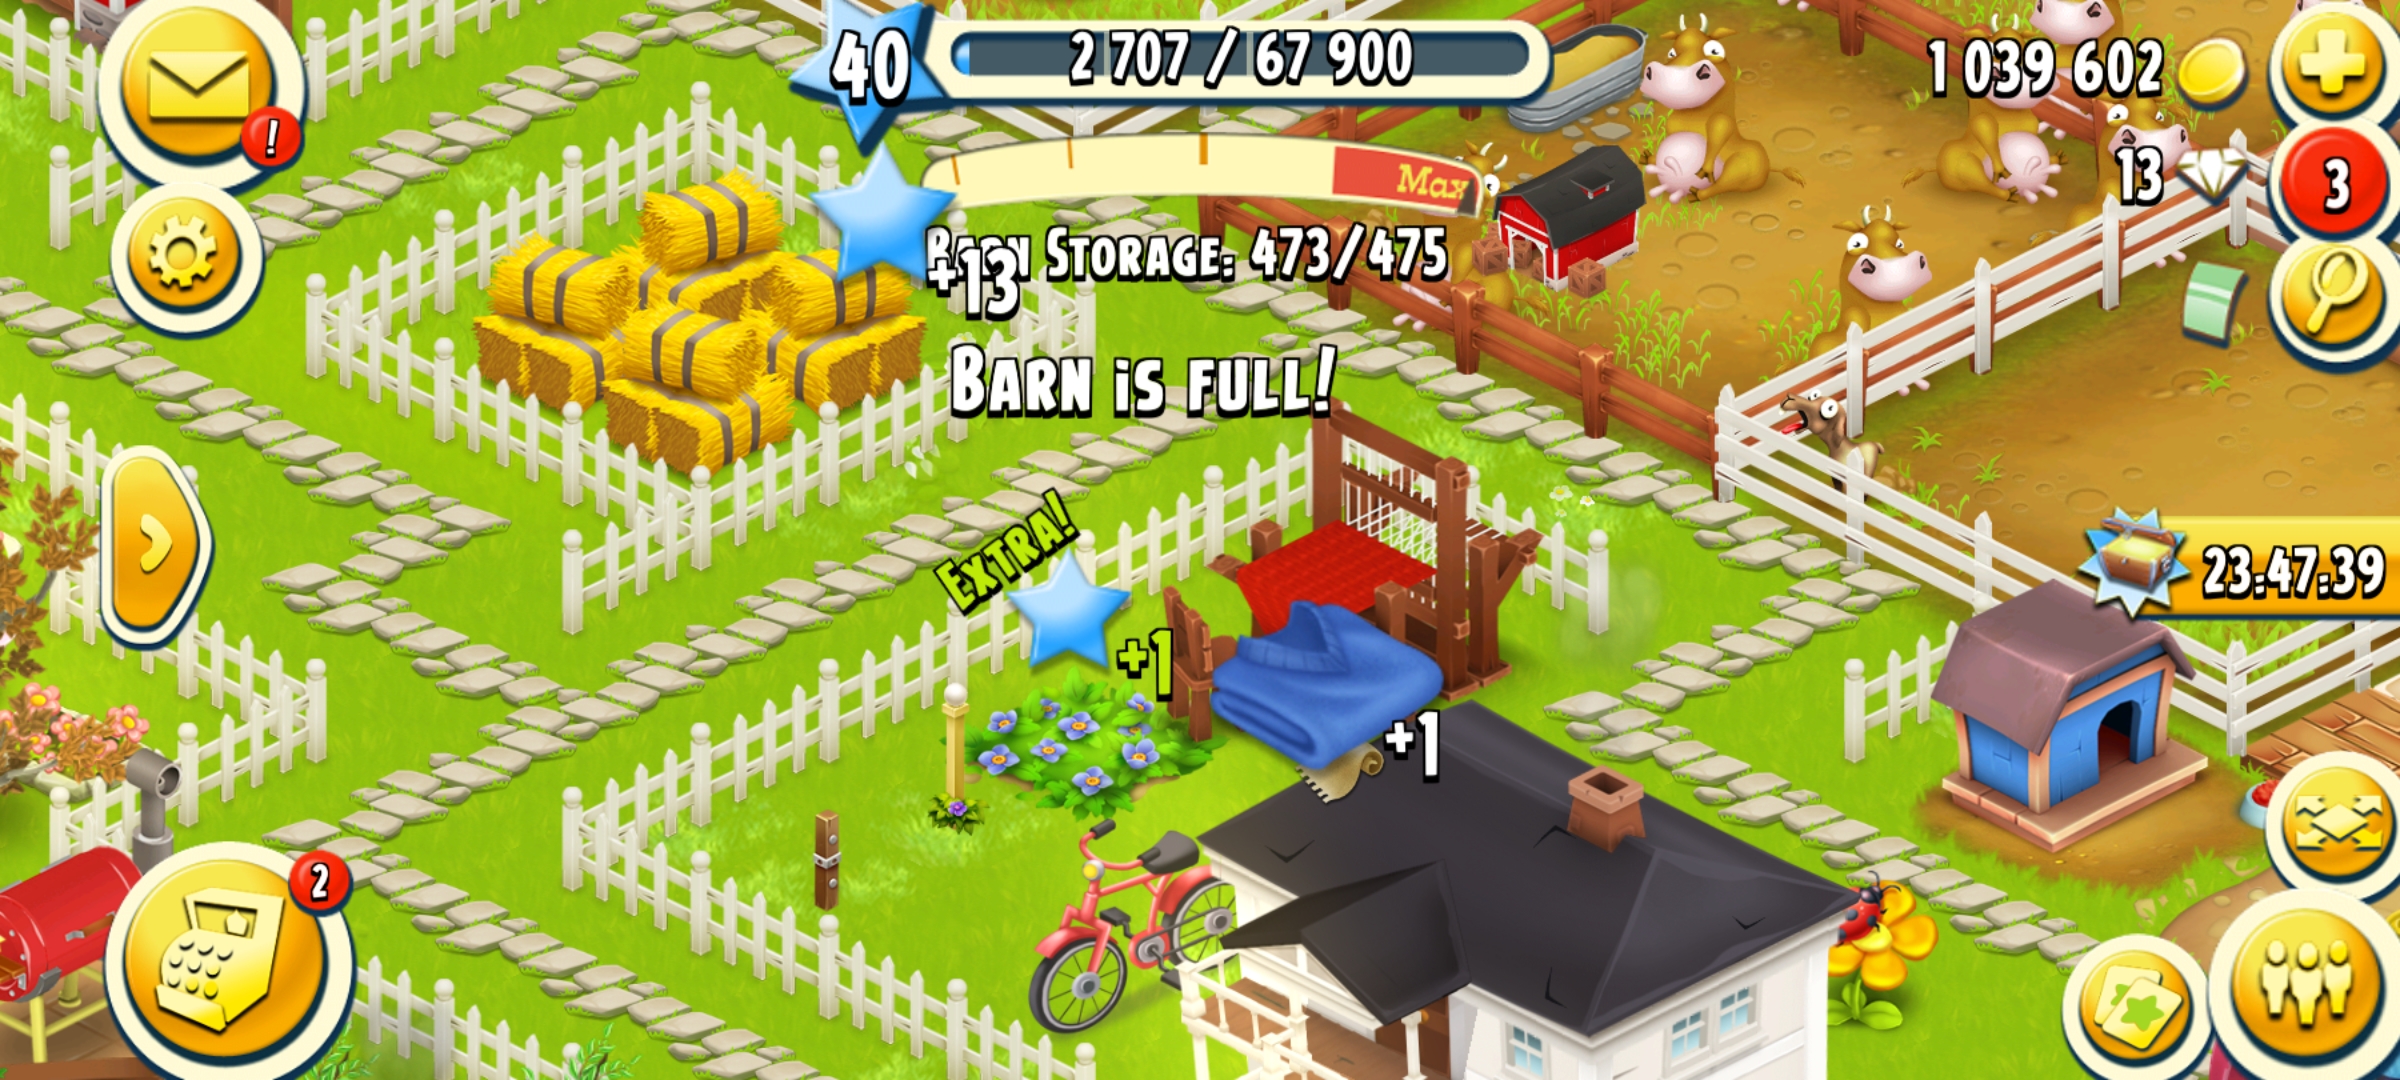 40
2 707 / 67 900
1 039 602
Max
13
3
Barn Storage: 473/475
+13
Barn is full!
Extra!
+1
23:47:39
+1
2
!